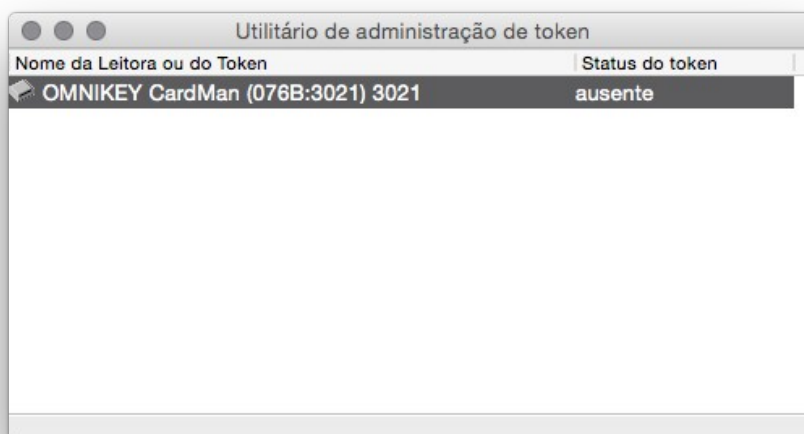 Utilitário de administração de token
Nome da Leitora ou do Token Status do token
OMNIKEY CardMan (076B:3021) 3021 ausente